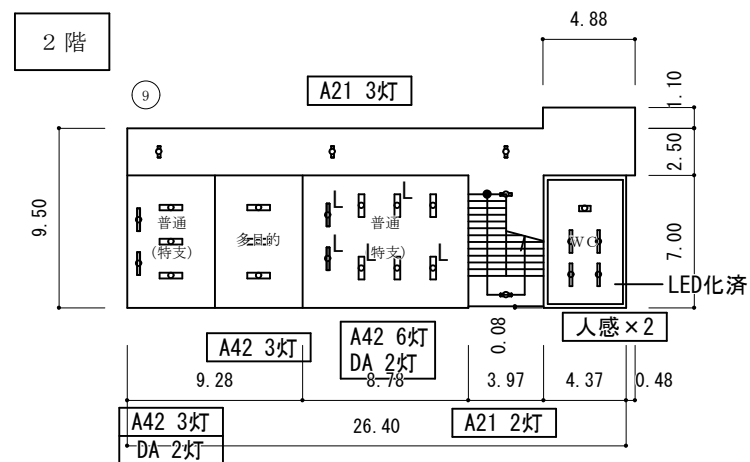 ２階
4.88
⑨
A21 3灯
1.10
2.50
9.50
7.00
普通
(特支)
多目的
L
L
普通
(特支)
L
L
L
WC
LED化済
人感×2
0.08
A42 3灯
A42 6灯
DA 2灯
9.28
8.78
3.97
4.37
0.48
A42 3灯
DA 2灯
26.40
A21 2灯